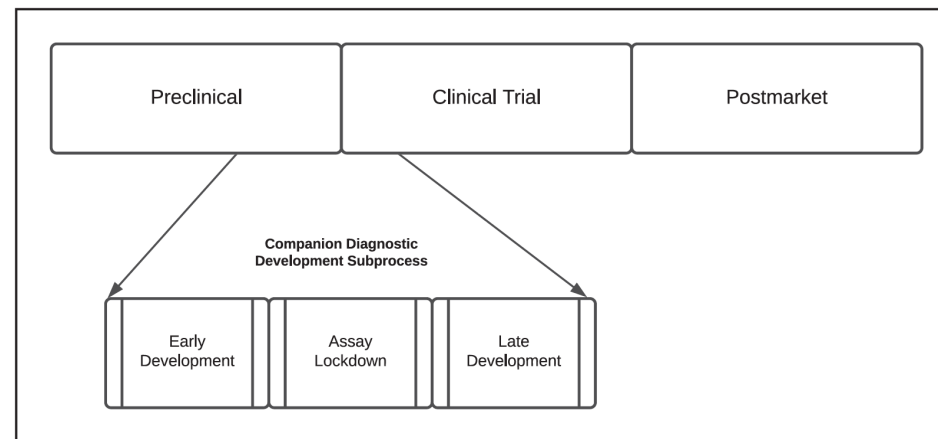 Preclinical
Clinical Trial
Postmarket
Companion Diagnostic
Development Subprocess
Early
Development
Assay
Lockdown
Late
Development